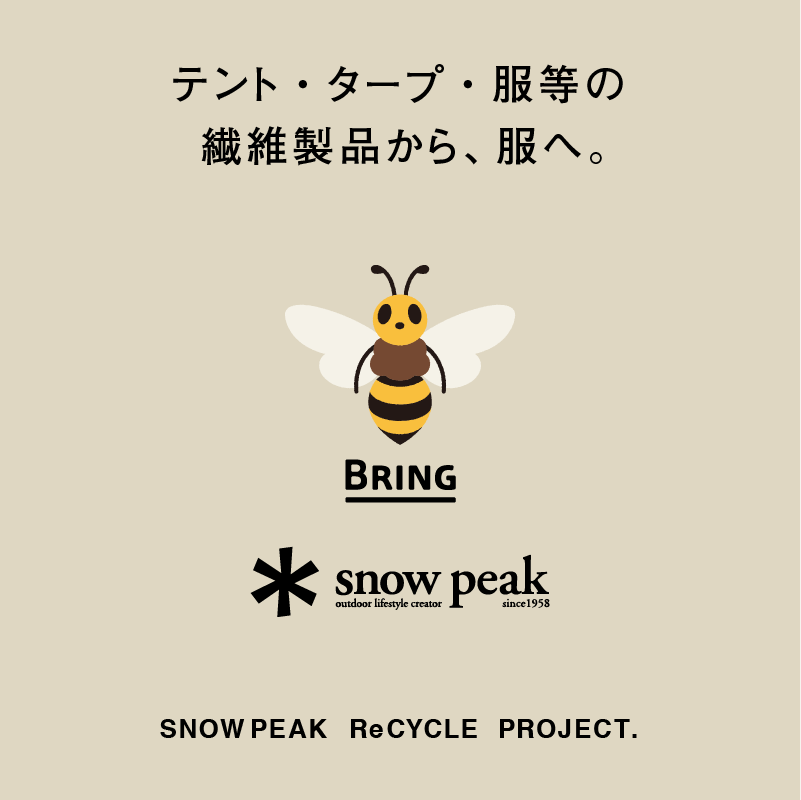 テント・タープ・服等の
繊維製品から、服へ。
BRING
snow peak
outdoor lifestyle creator since1958
SNOW PEAK ReCYCLE PROJECT.